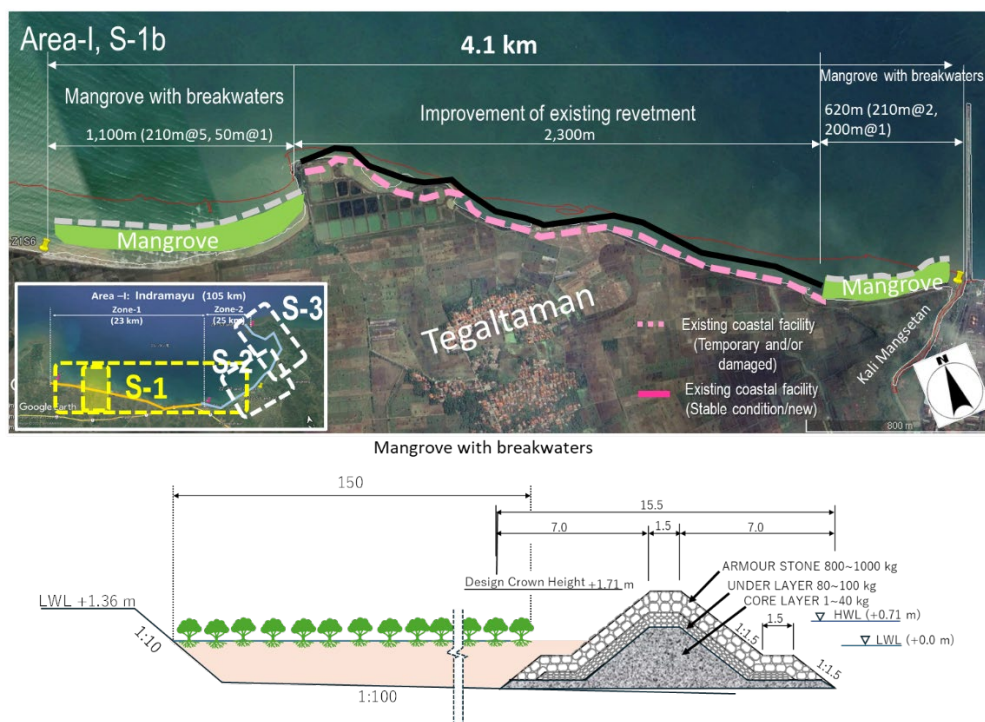 Area-I, S-1b
4.1 km
Mangrove with breakwaters
1,100m (210m@5, 50m@1)
Improvement of existing revetment
2,300m
Mangrove with breakwaters
620m (210m@2,
200m@1)
Mangrove
Mangrove
Tegaltaman
Kali Mangsetan
Existing coastal facility
(Temporary and/or
damaged)
Existing coastal facility
(Stable condition/new)
N
800 m
Area –I: Indramayu (105 km)
Zone-1
(23 km)
Zone-2
(25 km)
S-3
S-2
S-1
Google Earth
Mangrove with breakwaters
150
15.5
7.0
1.5
7.0
ARMOUR STONE 800~1000 kg
UNDER LAYER 80~100 kg
CORE LAYER 1~40 kg
Design Crown Height +1.71 m
LWL +1.36 m
HWL (+0.71 m)
LWL (+0.0 m)
1:10
1:100
1:1.5
1.5
1:1.5